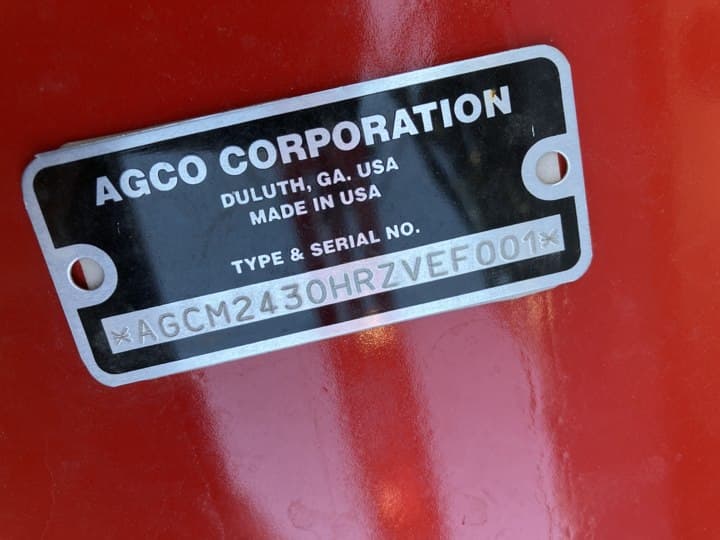 AGCO CORPORATION
DULUTH, GA. USA
MADE IN USA
TYPE & SERIAL NO.
*AGCM2430HRZVEF001*